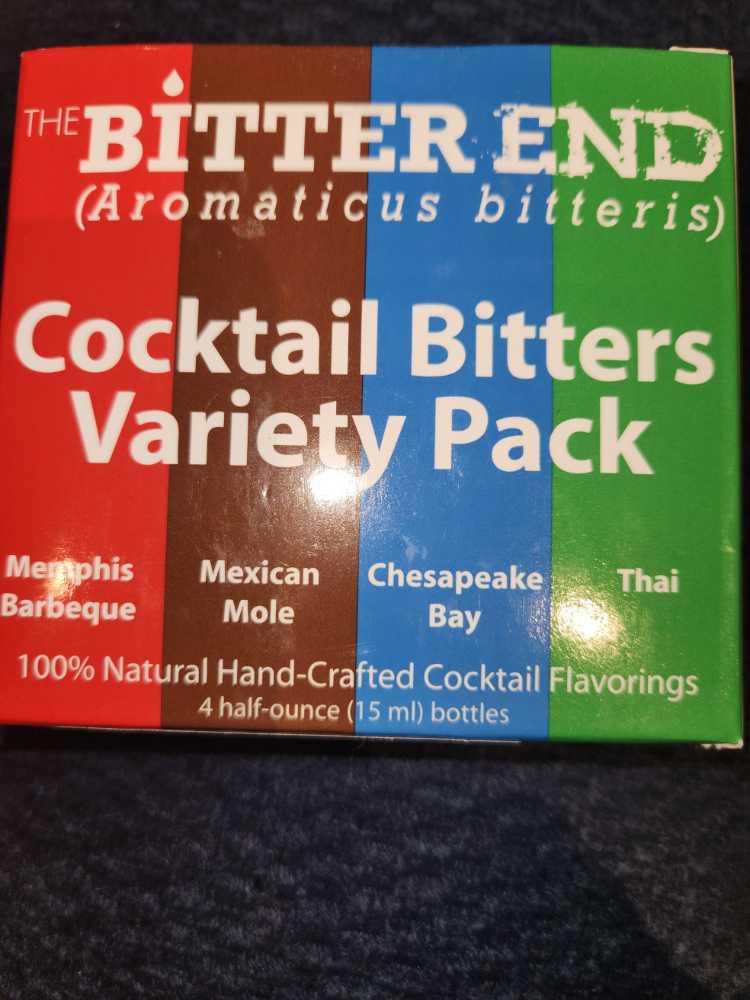 THE BITTER END
(Aromaticus bitteris)
Cocktail Bitters
Variety Pack
Memphis
Barbeque
Mexican
Mole
Chesapeake
Bay
Thai
100% Natural Hand-Crafted Cocktail Flavorings
4 half-ounce (15 ml) bottles